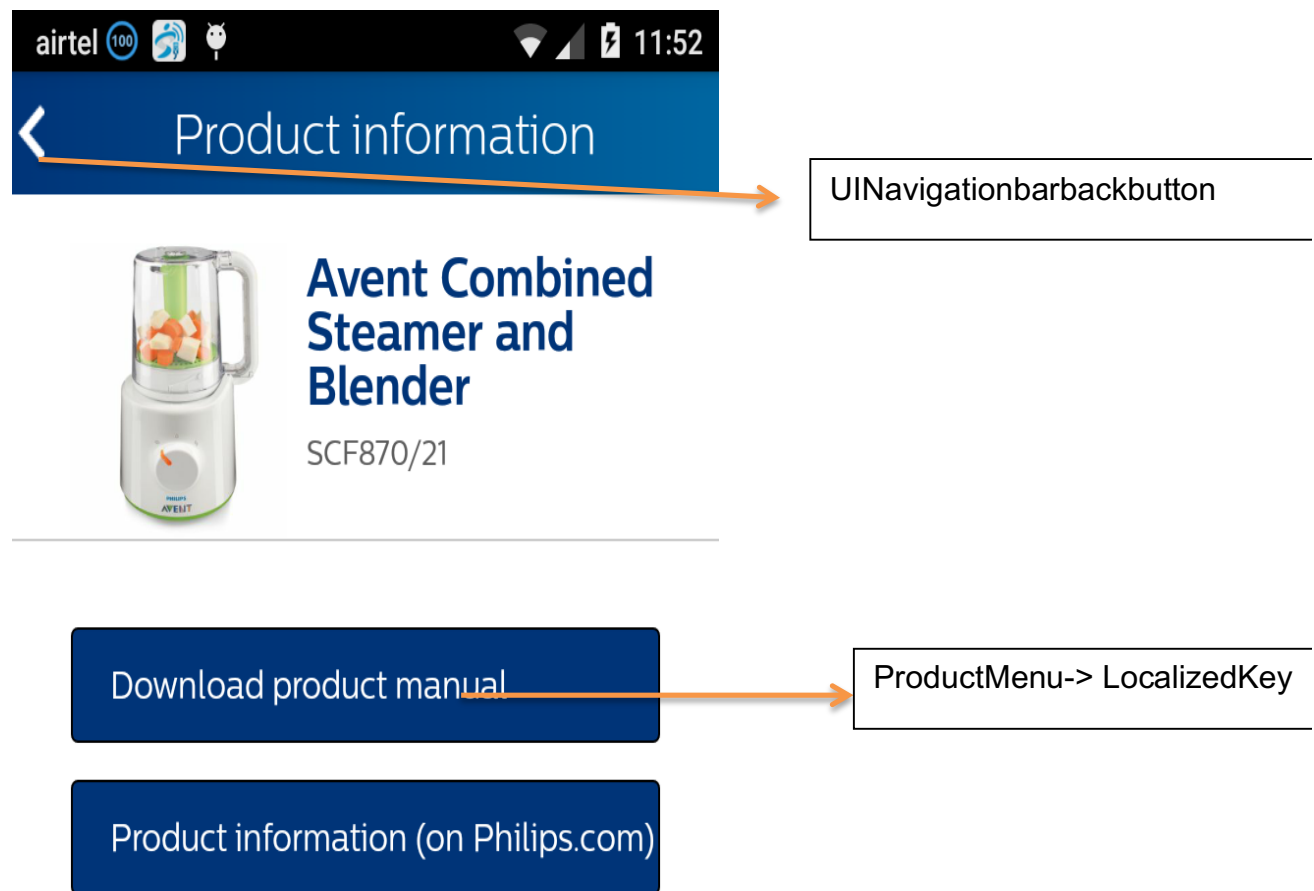 airtel 100 11:52
Product information
UINavigationbarbackbutton
Avent Combined
Steamer and
Blender
SCF870/21
PHILIPS
AVENT
Download product manual
ProductMenu-> LocalizedKey
Product information (on Philips.com)